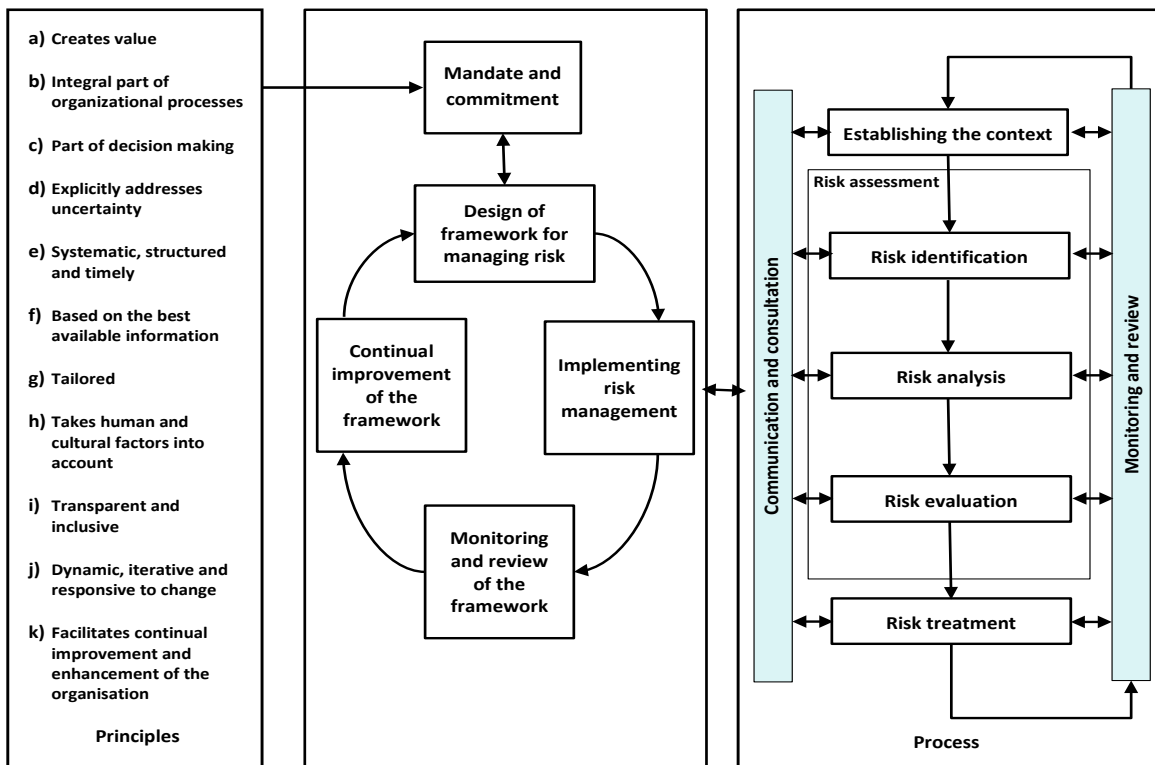 a) Creates value
b) Integral part of
organizational processes
c) Part of decision making
d) Explicitly addresses
uncertainty
e) Systematic, structured
and timely
f) Based on the best
available information
g) Tailored
h) Takes human and
cultural factors into
account
i) Transparent and
inclusive
j) Dynamic, iterative and
responsive to change
k) Facilitates continual
improvement and
enhancement of the
organisation
Principles
Mandate and
commitment
Design of
framework for
managing risk
Continual
improvement
of the
framework
Implementing
risk
management
Monitoring
and review
of the
framework
Communication and consultation
Establishing the context
Risk assessment
Risk identification
Risk analysis
Risk evaluation
Risk treatment
Monitoring and review
Process